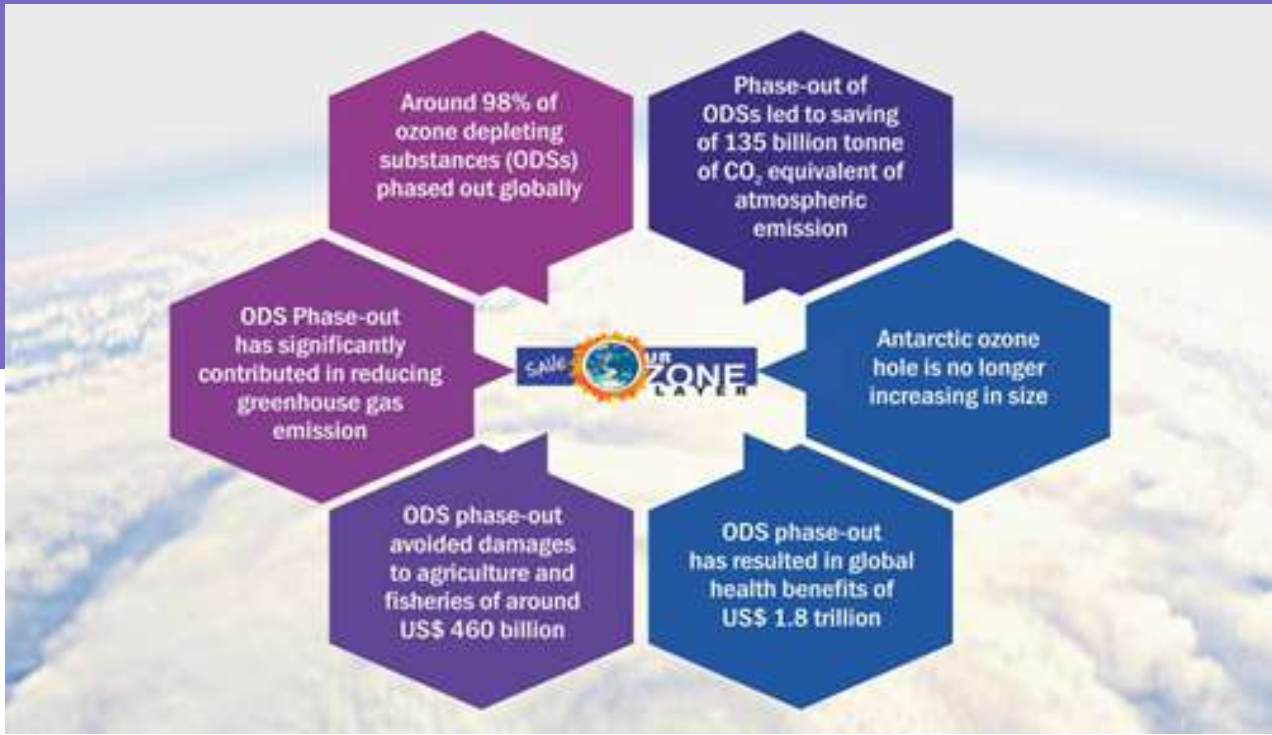 Around 98% of
ozone depleting
substances (ODSs)
phased out globally
Phase-out of
ODSs led to saving
of 135 billion tonne
of CO₂ equivalent of
atmospheric
emission
ODS Phase-out
has significantly
contributed in reducing
greenhouse gas
emission
SAVE UR
ZONE
LAYER
Antarctic ozone
hole is no longer
increasing in size
ODS phase-out
avoided damages
to agriculture and
fisheries of around
US$ 460 billion
ODS phase-out
has resulted in global
health benefits of
US$ 1.8 trillion